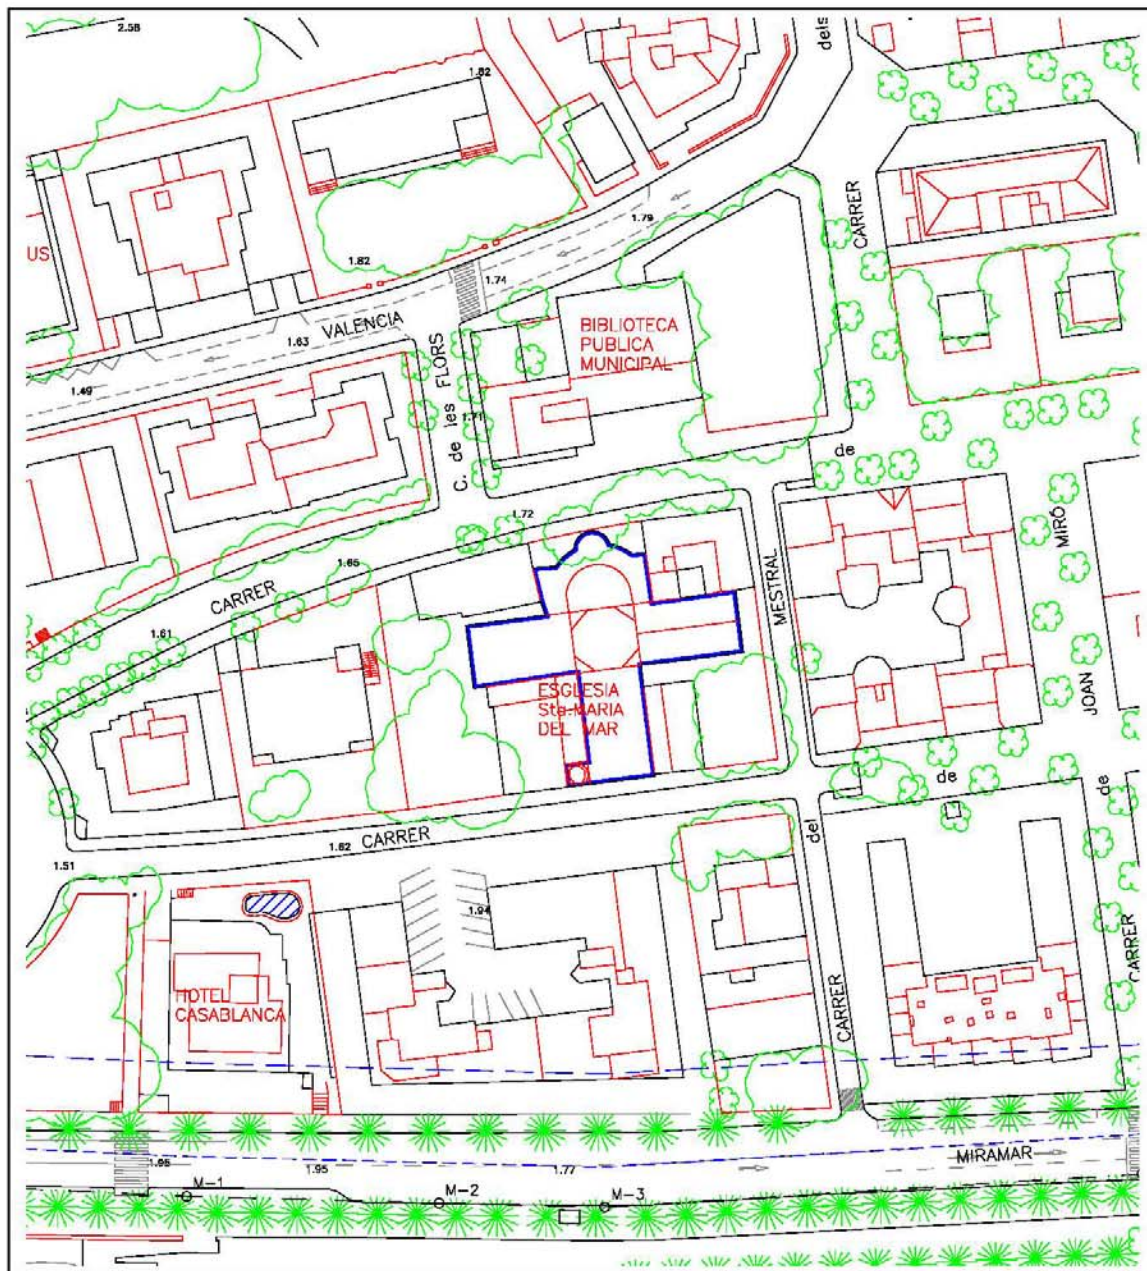 2.58
dels
1.82
CARRER
US
1.79
1.82
1.74
VALENCIA
1.63
1.49
C. de les FLORS
1.71
BIBLIOTECA
PUBLICA
MUNICIPAL
de
1.72
MIRÓ
1.65
CARRER
1.61
MESTRAL
ESGLESIA
Sta.MARIA
DEL MAR
JOAN
de
de
CARRER
1.62
del
1.51
1.94
CARRER
CARRER
HOTEL
CASABLANCA
1.95
1.95
1.77
MIRAMAR
M-1
M-2
M-3